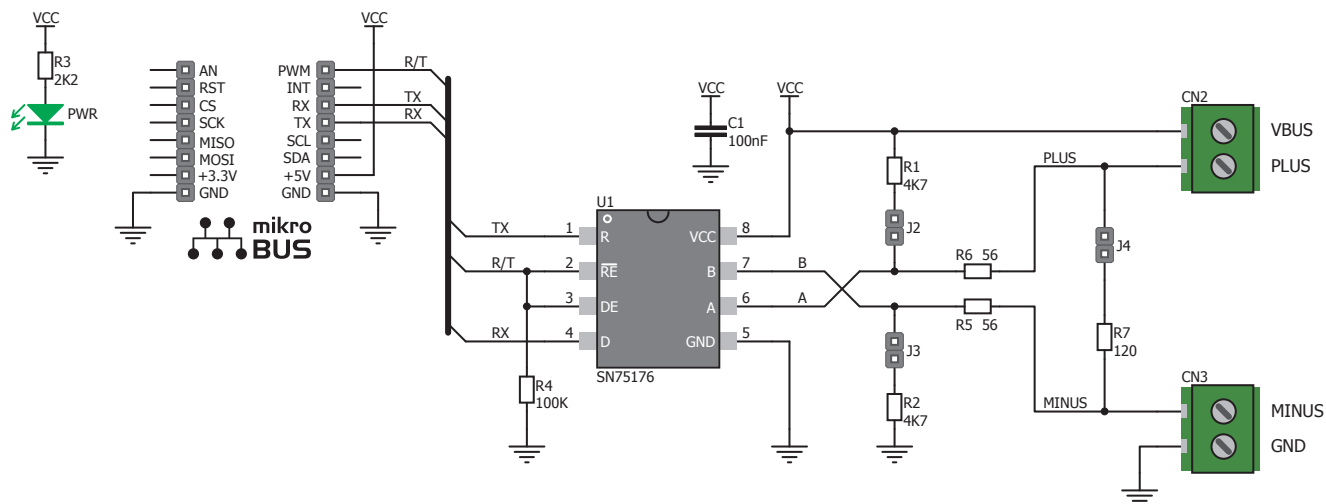 VCC
R3
2K2
PWR
AN
RST
CS
SCK
MISO
MOSI
+3.3V
GND
PWM
INT
RX
TX
SCL
SDA
+5V
GND
mikro
BUS
VCC
R/T
TX
RX
TX
R/T
RX
R4
100K
U1
1
R
2
RE
3
DE
4
D
VCC
8
B
7
A
6
GND
5
SN75176
VCC
C1
100nF
VCC
B
A
R1
4K7
J2
J3
R2
4K7
R6 56
R5 56
PLUS
MINUS
J4
R7
120
CN2
VBUS
PLUS
CN3
MINUS
GND